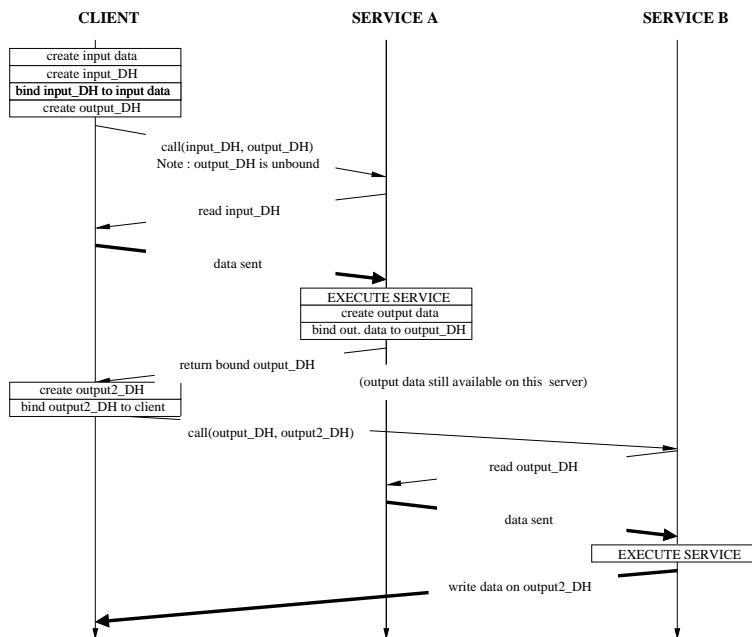 CLIENT
SERVICE A
SERVICE B
create input data
create input_DH
bind input_DH to input data
create output_DH
call(input_DH, output_DH)
Note : output_DH is unbound
read input_DH
data sent
EXECUTE SERVICE
create output data
bind out. data to output_DH
return bound output_DH
(output data still available on this server)
create output2_DH
bind output2_DH to client
call(output_DH, output2_DH)
read output_DH
data sent
EXECUTE SERVICE
write data on output2_DH